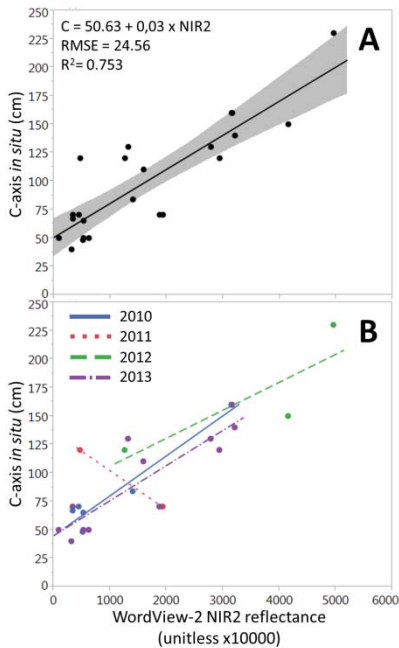 C = 50.63 + 0,03 x NIR2
RMSE = 24.56
R²= 0.753
A
C-axis in situ (cm)
250
225
200
175
150
125
100
75
50
25
0
B
2010
2011
2012
2013
C-axis in situ (cm)
250
225
200
175
150
125
100
75
50
25
0
0 1000 2000 3000 4000 5000 6000
WordView-2 NIR2 reflectance
(unitless x10000)